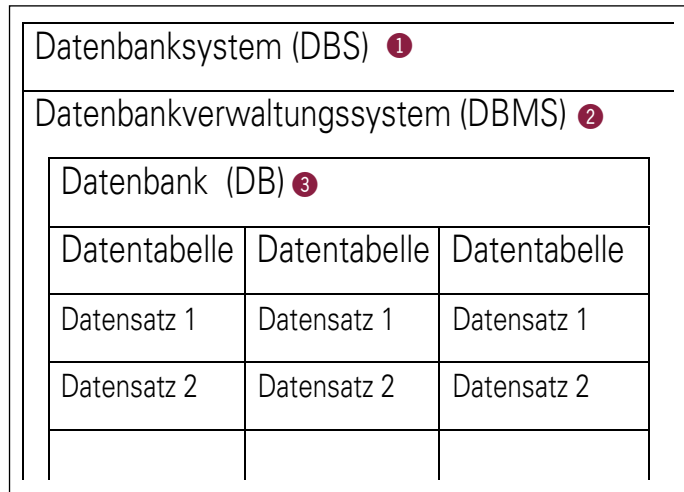 Datenbanksystem (DBS) ❶
Datenbankverwaltungssystem (DBMS) ❷
Datenbank (DB) ❸
Datentabelle Datentabelle Datentabelle
Datensatz 1 Datensatz 1 Datensatz 1
Datensatz 2 Datensatz 2 Datensatz 2